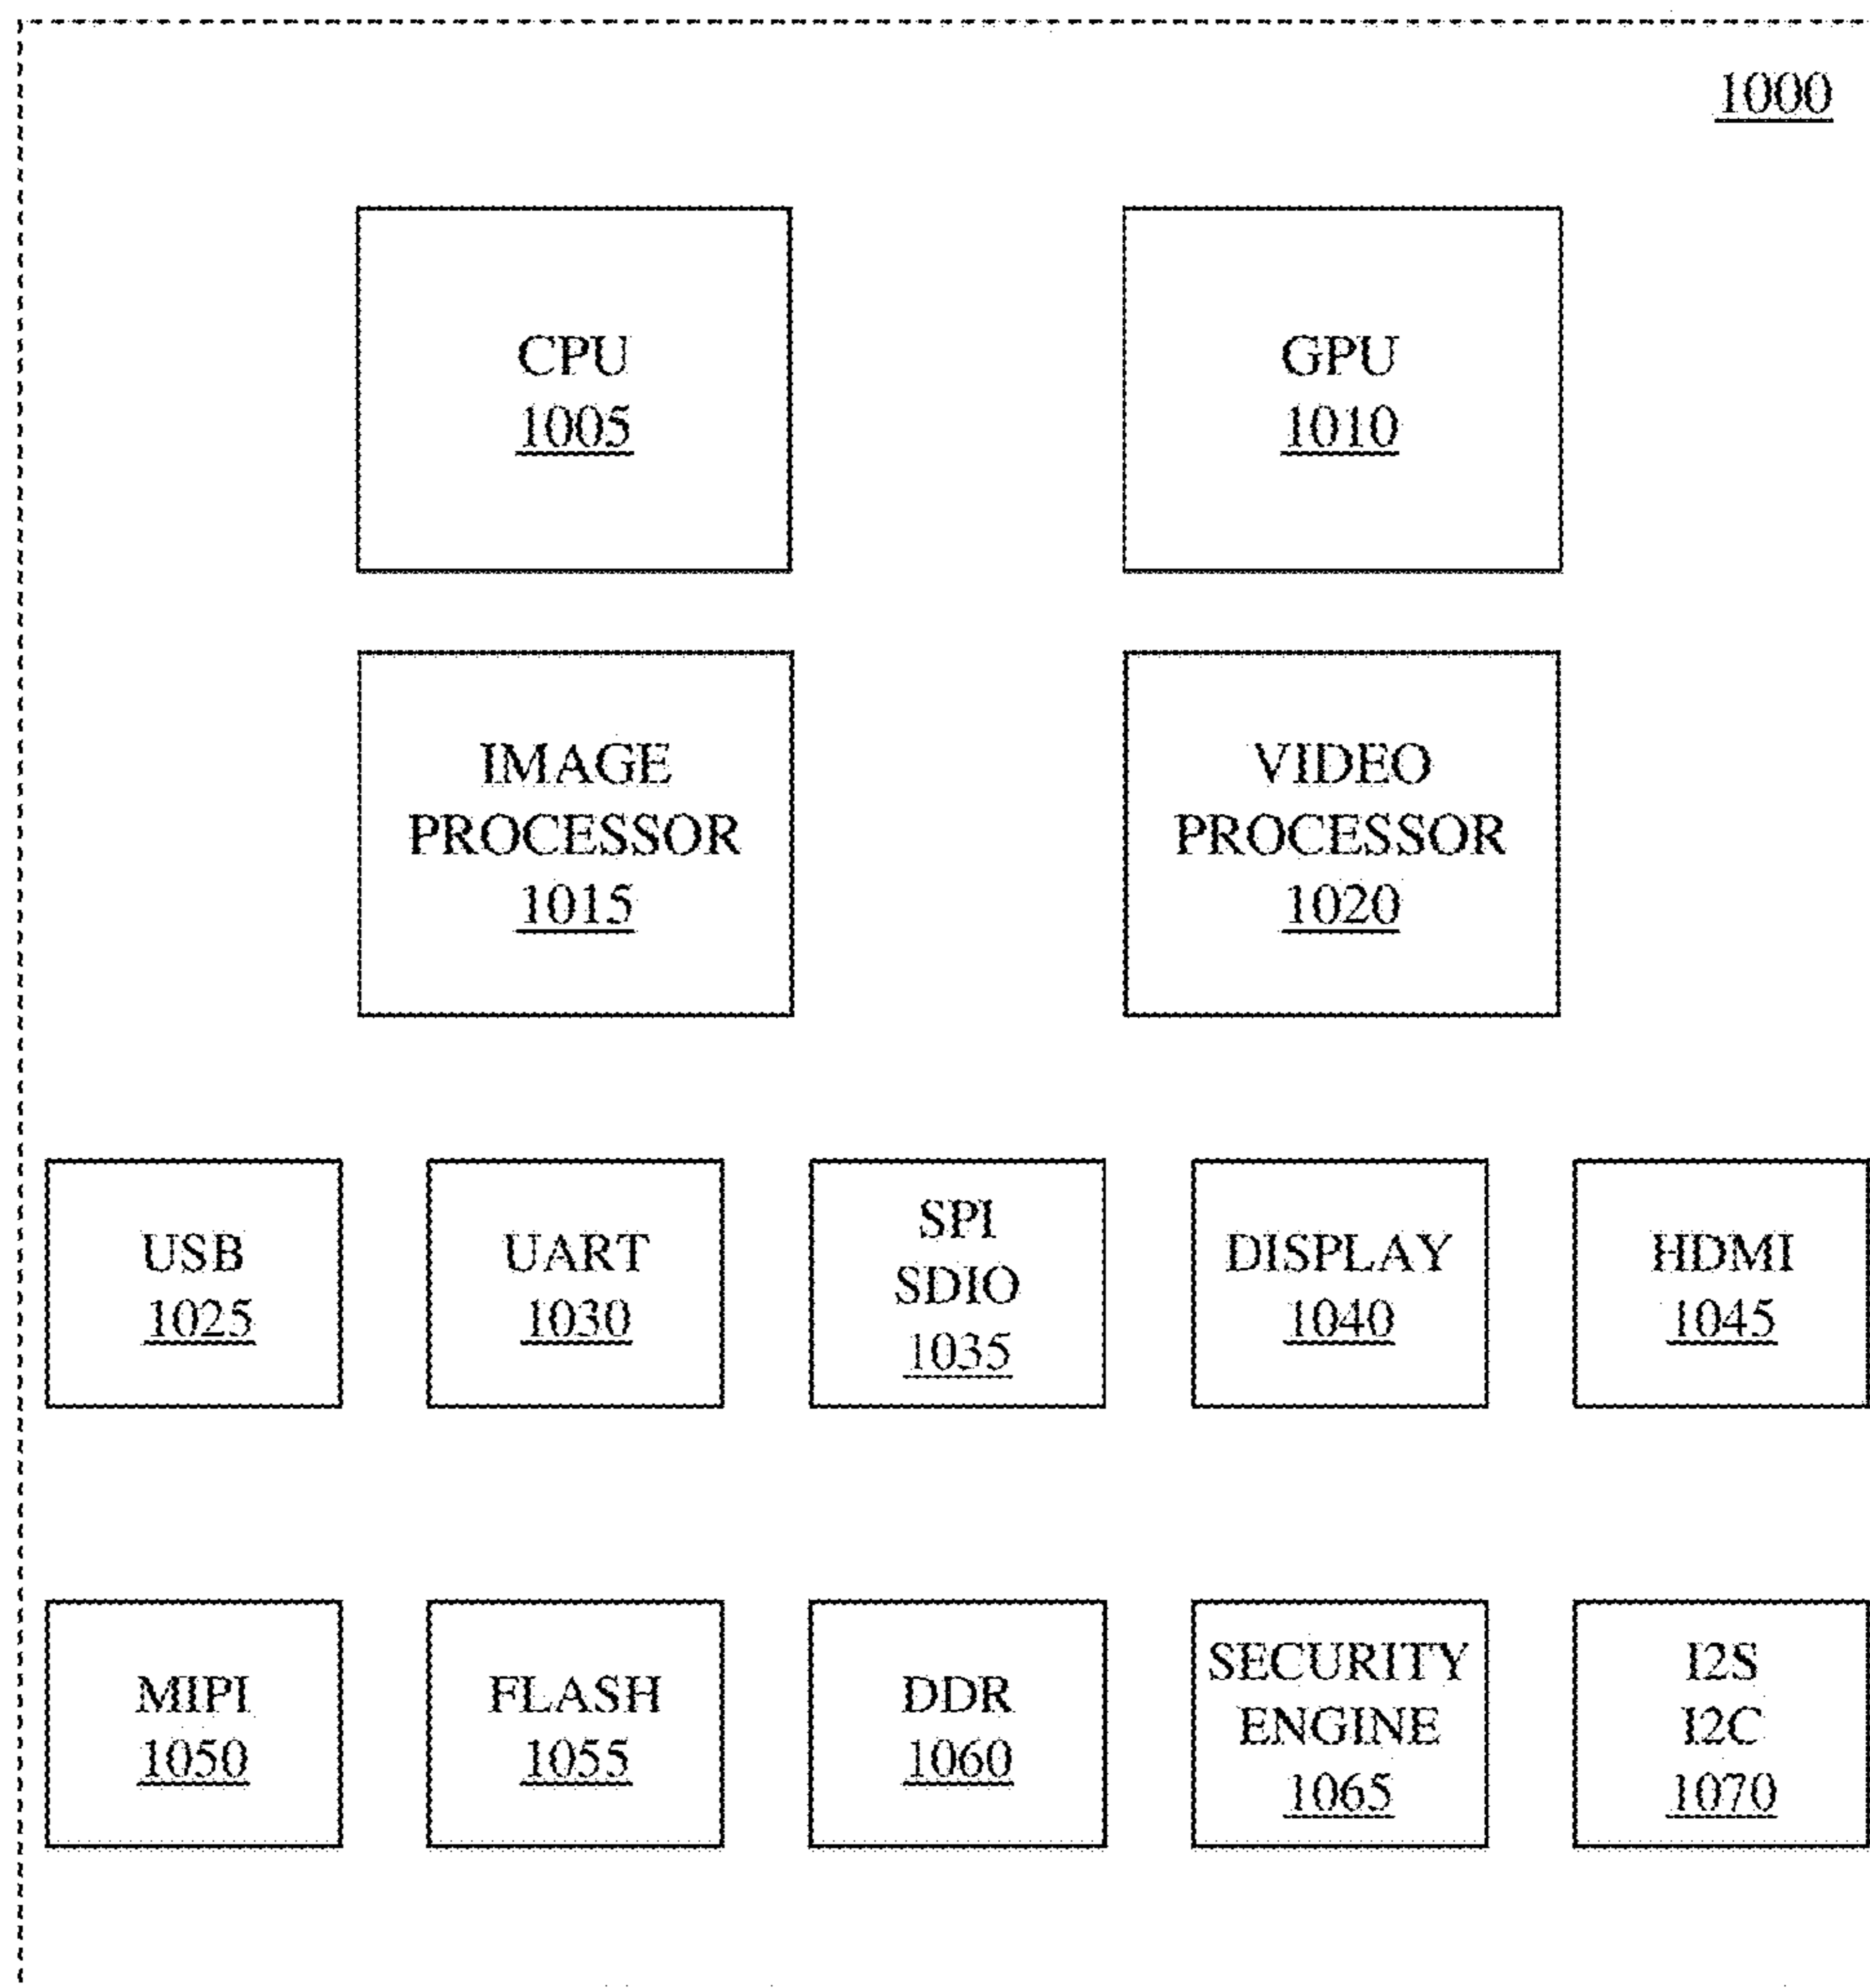 1000
CPU
1005
GPU
1010
IMAGE
PROCESSOR
1015
VIDEO
PROCESSOR
1020
USB
1025
UART
1030
SPI
SDIO
1035
DISPLAY
1040
HDMI
1045
MIPI
1050
FLASH
1055
DDR
1060
SECURITY
ENGINE
1065
I2S
I2C
1070